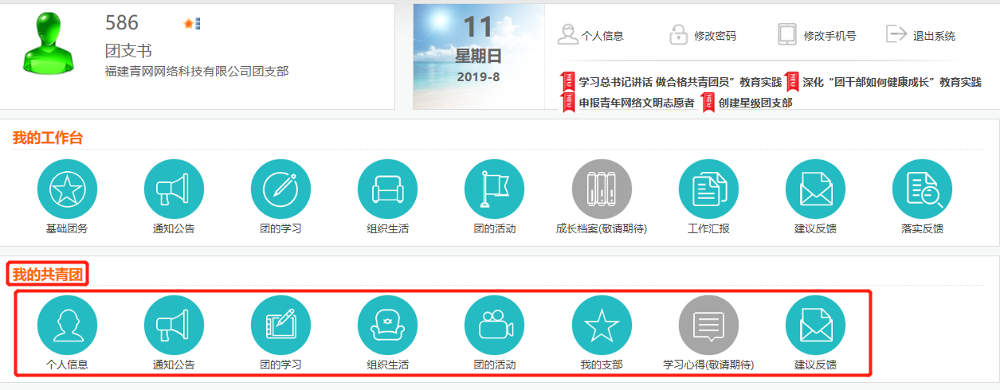 586
团支书
福建青网网络科技有限公司团支部
11
星期日
2019-8
个人信息 修改密码 修改手机号 退出系统
学习总书记讲话 做合格共青团员”教育实践 深化“团干部如何健康成长”教育实践
申报青年网络文明志愿者 创建星级团支部
我的工作台
基础团务 通知公告 团的学习 组织生活 团的活动 成长档案(敬请期待) 工作汇报 建议反馈 落实反馈
我的共青团
个人信息 通知公告 团的学习 组织生活 团的活动 我的支部 学习心得(敬请期待) 建议反馈